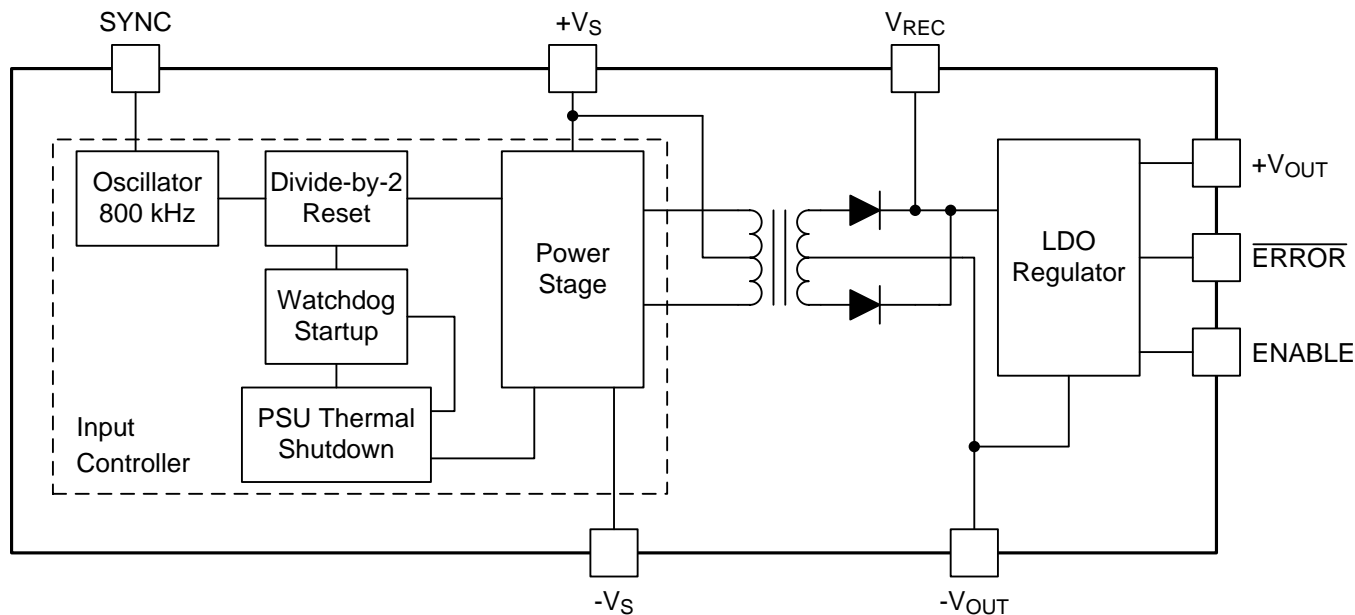 SYNC
+VS
VREC
Oscillator
800 kHz
Divide-by-2
Reset
Watchdog
Startup
PSU Thermal
Shutdown
Input
Controller
Power
Stage
LDO
Regulator
+VOUT
ERROR
ENABLE
-VS
-VOUT